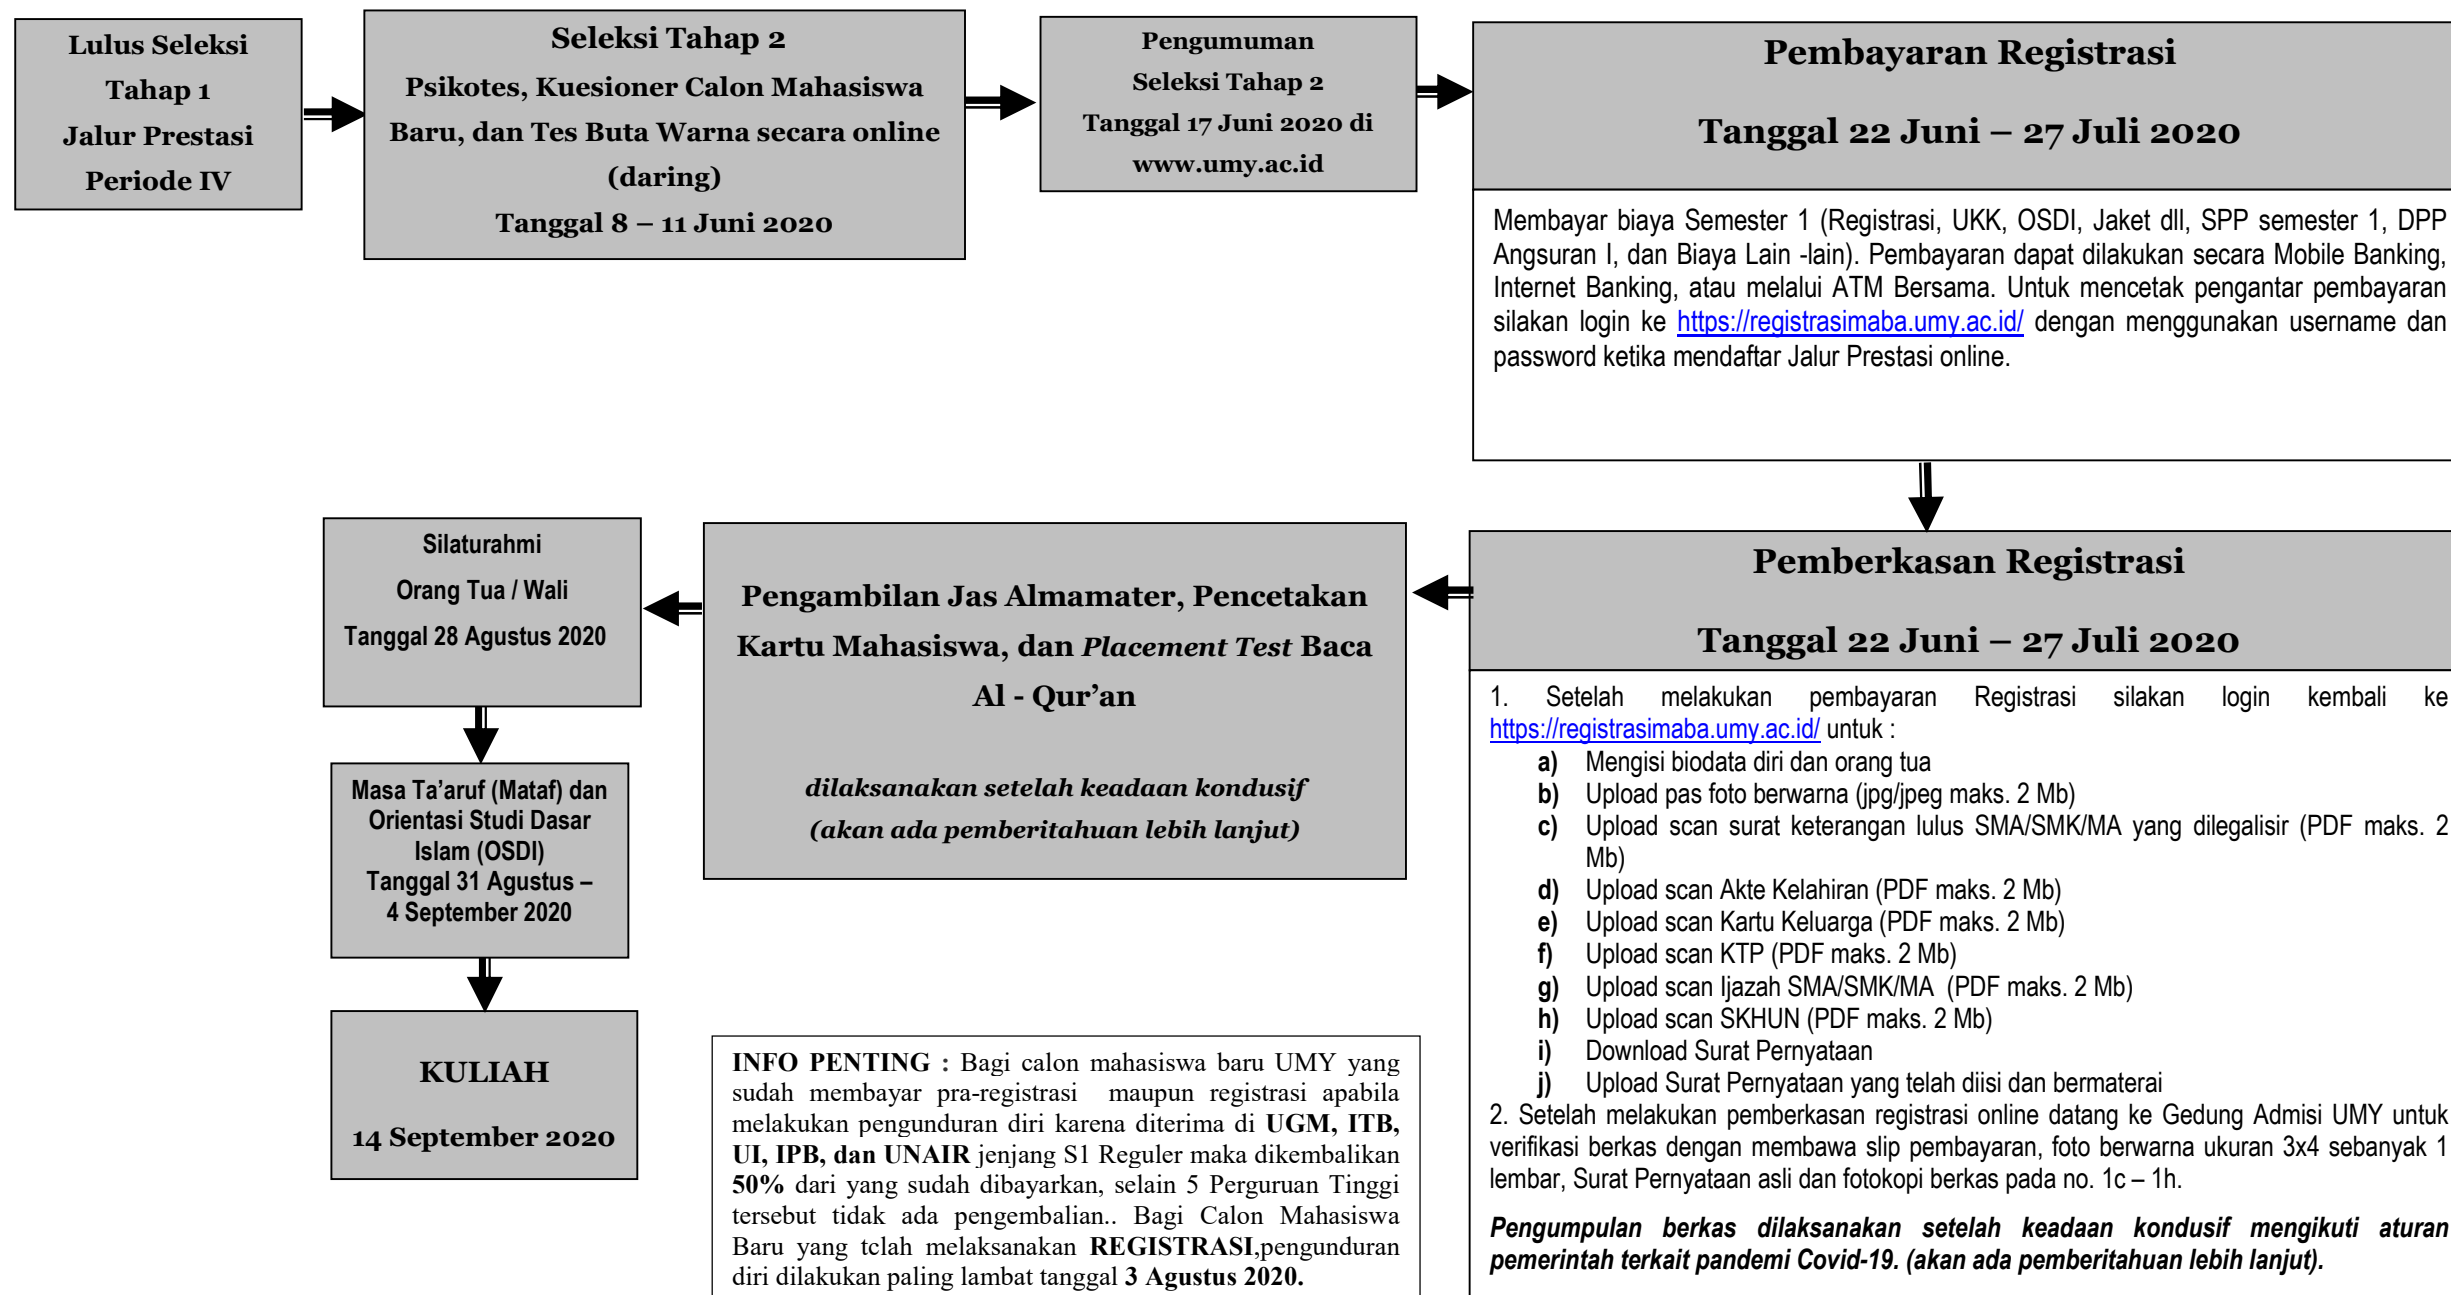 Lulus Seleksi
Tahap 1
Jalur Prestasi
Periode IV
Seleksi Tahap 2
Psikotes, Kuesioner Calon Mahasiswa
Baru, dan Tes Buta Warna secara online
(daring)
Tanggal 8 – 11 Juni 2020
Pengumuman
Seleksi Tahap 2
Tanggal 17 Juni 2020 di
www.umy.ac.id
Pembayaran Registrasi
Tanggal 22 Juni – 27 Juli 2020
Membayar biaya Semester 1 (Registrasi, UKK, OSDI, Jaket dll, SPP semester 1, DPP
Angsuran I, dan Biaya Lain -lain). Pembayaran dapat dilakukan secara Mobile Banking,
Internet Banking, atau melalui ATM Bersama. Untuk mencetak pengantar pembayaran
silakan login ke https://registrasimaba.umy.ac.id/ dengan menggunakan username dan
password ketika mendaftar Jalur Prestasi online.
Pemberkasan Registrasi
Tanggal 22 Juni – 27 Juli 2020
1. Setelah melakukan pembayaran Registrasi silakan login kembali ke
https://registrasimaba.umy.ac.id/ untuk :
a) Mengisi biodata diri dan orang tua
b) Upload pas foto berwarna (jpg/jpeg maks. 2 Mb)
c) Upload scan surat keterangan lulus SMA/SMK/MA yang dilegalisir (PDF maks. 2
Mb)
d) Upload scan Akte Kelahiran (PDF maks. 2 Mb)
e) Upload scan Kartu Keluarga (PDF maks. 2 Mb)
f) Upload scan KTP (PDF maks. 2 Mb)
g) Upload scan Ijazah SMA/SMK/MA (PDF maks. 2 Mb)
h) Upload scan SKHUN (PDF maks. 2 Mb)
i) Download Surat Pernyataan
j) Upload Surat Pernyataan yang telah diisi dan bermaterai
2. Setelah melakukan pemberkasan registrasi online datang ke Gedung Admisi UMY untuk
verifikasi berkas dengan membawa slip pembayaran, foto berwarna ukuran 3x4 sebanyak 1
lembar, Surat Pernyataan asli dan fotokopi berkas pada no. 1c – 1h.
Pengumpulan berkas dilaksanakan setelah keadaan kondusif mengikuti aturan
pemerintah terkait pandemi Covid-19. (akan ada pemberitahuan lebih lanjut).
Pengambilan Jas Almamater, Pencetakan
Kartu Mahasiswa, dan Placement Test Baca
Al - Qur’an
dilaksanakan setelah keadaan kondusif
(akan ada pemberitahuan lebih lanjut)
Silaturahmi
Orang Tua / Wali
Tanggal 28 Agustus 2020
Masa Ta’aruf (Mataf) dan
Orientasi Studi Dasar
Islam (OSDI)
Tanggal 31 Agustus –
4 September 2020
KULIAH
14 September 2020
INFO PENTING : Bagi calon mahasiswa baru UMY yang
sudah membayar pra-registrasi maupun registrasi apabila
melakukan pengunduran diri karena diterima di UGM, ITB,
UI, IPB, dan UNAIR jenjang S1 Reguler maka dikembalikan
50% dari yang sudah dibayarkan, selain 5 Perguruan Tinggi
tersebut tidak ada pengembalian.. Bagi Calon Mahasiswa
Baru yang tclah melaksanakan REGISTRASI,pengunduran
diri dilakukan paling lambat tanggal 3 Agustus 2020.